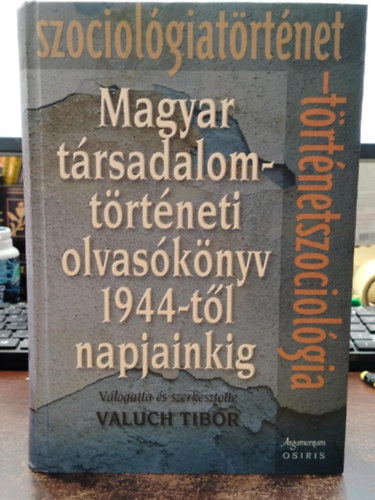 szociológiatörténet
–történetszociológia
Magyar
társadalom-
történeti
olvasókönyv
1944-től
napjainkig
Válogatta és szerkesztette
VALUCH TIBOR
Argumentum
OSIRIS